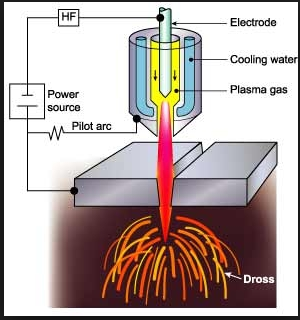 HF
Electrode
Cooling water
Plasma gas
Power
source
Pilot arc
Dross